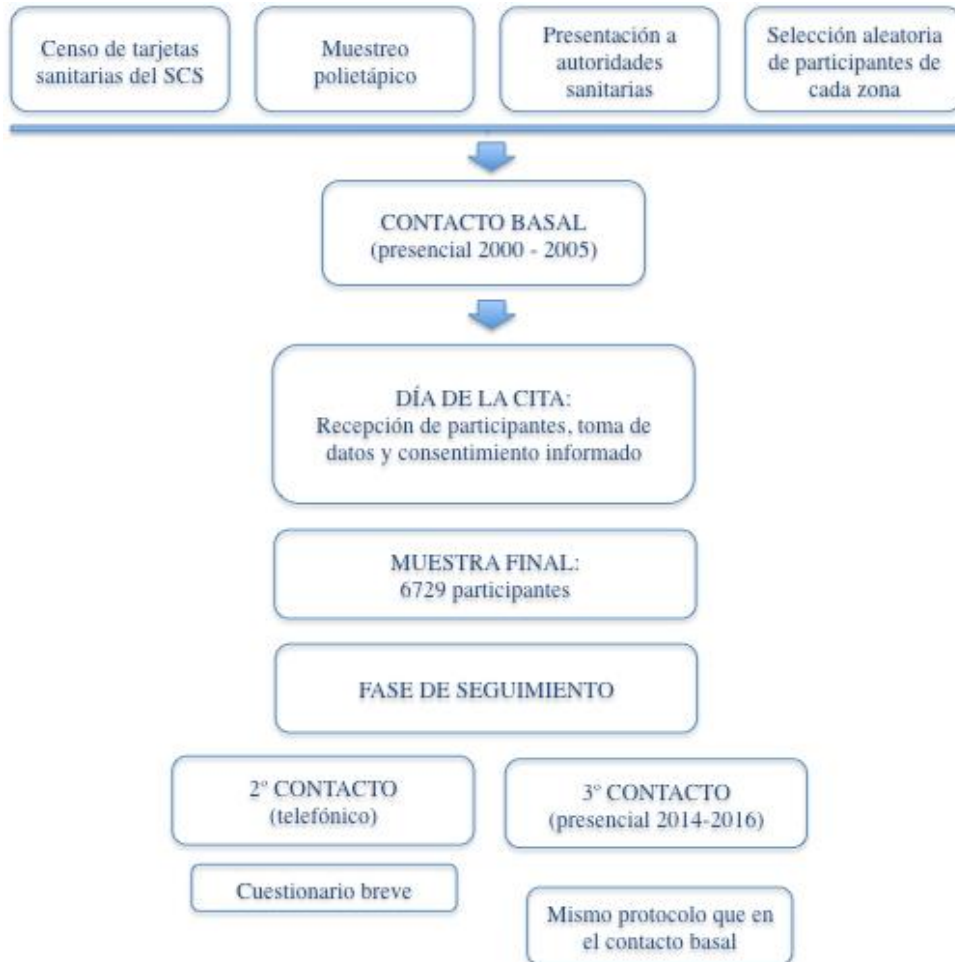 Censo de tarjetas
sanitarias del SCS
Muestreo
polietápico
Presentación a
autoridades
sanitarias
Selección aleatoria
de participantes de
cada zona
CONTACTO BASAL
(presencial 2000 - 2005)
DÍA DE LA CITA:
Recepción de participantes, toma de
datos y consentimiento informado
MUESTRA FINAL:
6729 participantes
FASE DE SEGUIMIENTO
2º CONTACTO
(telefónico)
Cuestionario breve
3º CONTACTO
(presencial 2014-2016)
Mismo protocolo que en
el contacto basal